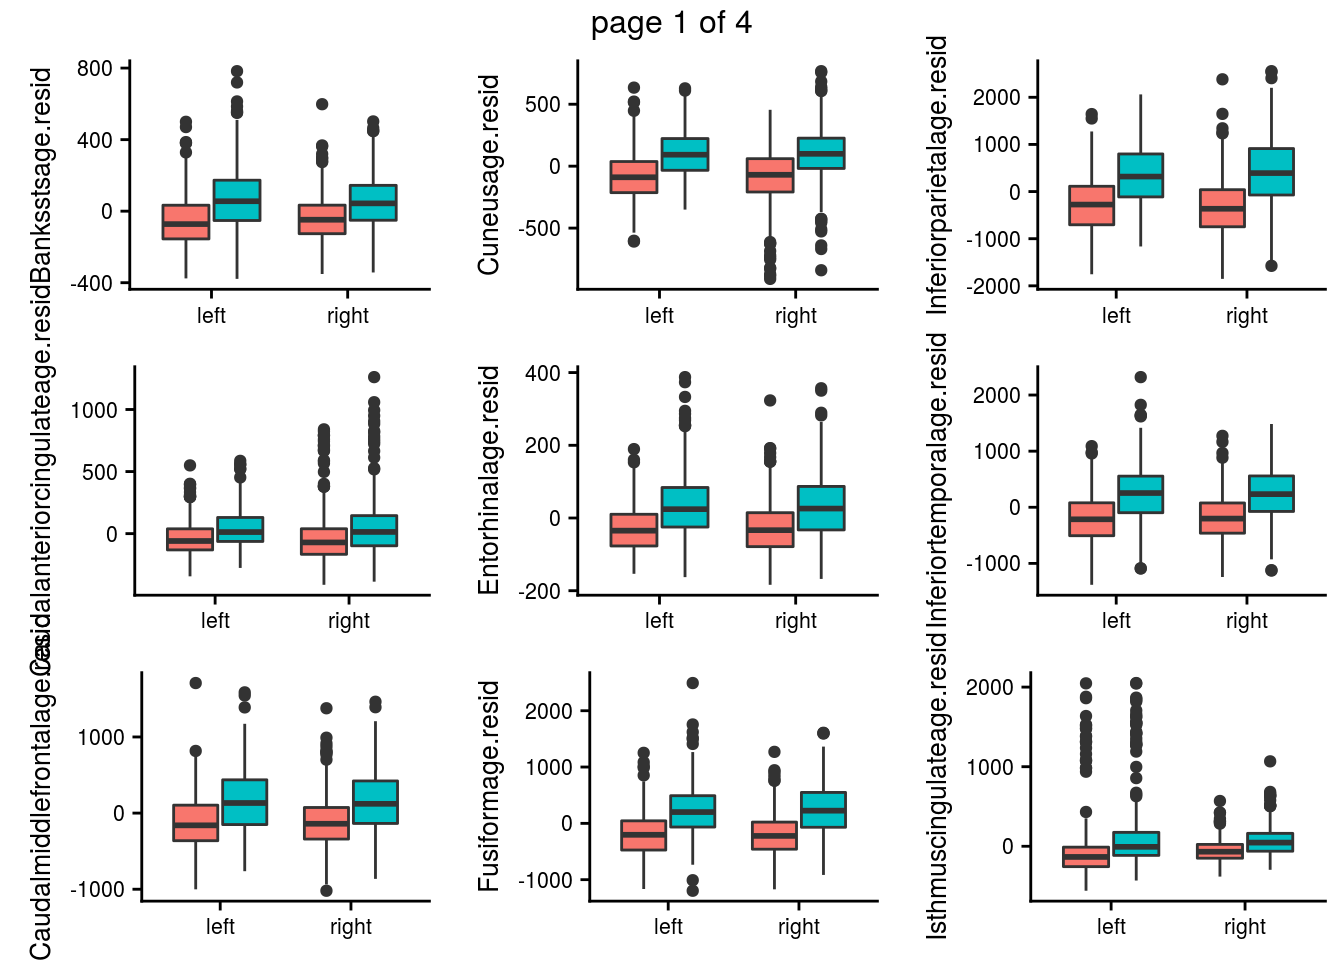 page 1 of 4
Banksstsage.resid
800
400
0
-400
left right
Cuneusage.resid
500
0
-500
left right
Inferiorparietalage.resid
2000
1000
0
-1000
-2000
left right
Caudalanteriorcingulateage.resid
1000
500
0
left right
Entorhinalage.resid
400
200
0
-200
left right
Inferiortemporalage.resid
2000
1000
0
-1000
left right
Caudalmiddlefrontalage.resid
1000
0
-1000
left right
Fusiformage.resid
2000
1000
0
-1000
left right
Isthmuscingulateage.resid
2000
1000
0
left right